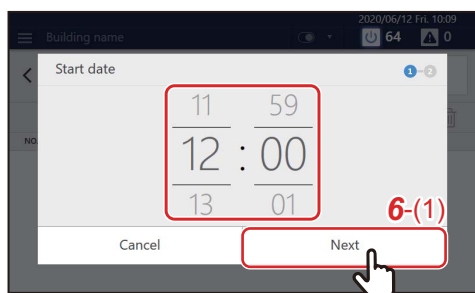 2020/06/12 Fri. 10:09
Building name
64
0
Start date
1-2
NO.
11 59
12 : 00
13 01
6-(1)
Cancel
Next